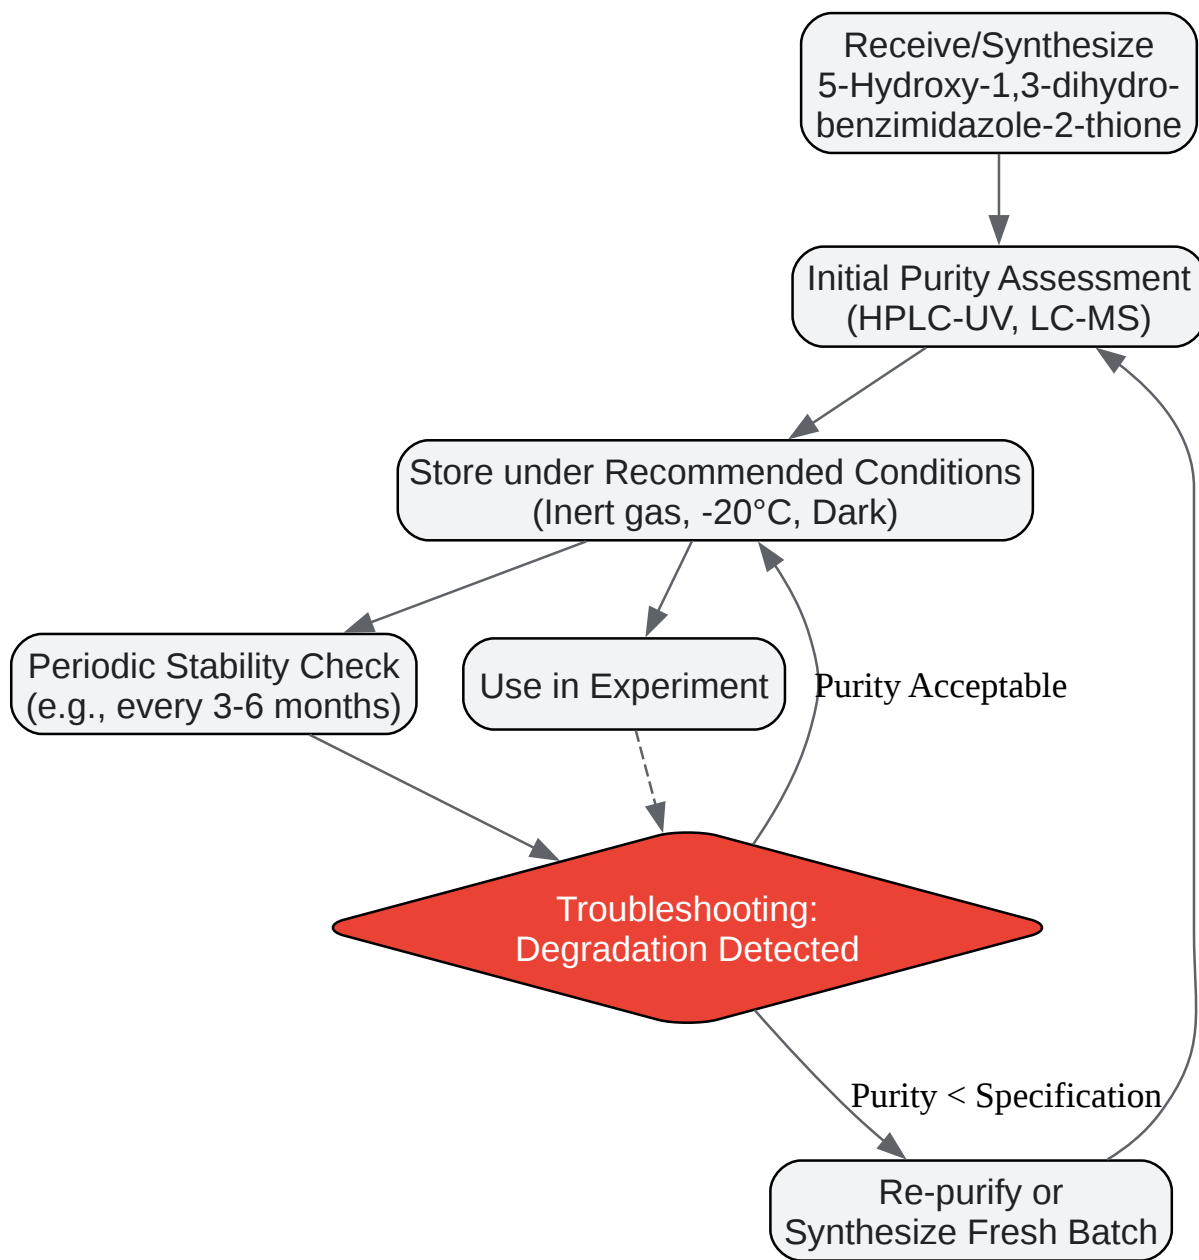 Receive/Synthesize
5-Hydroxy-1,3-dihydro-
benzimidazole-2-thione
Initial Purity Assessment
(HPLC-UV, LC-MS)
Store under Recommended Conditions
(Inert gas, -20°C, Dark)
Periodic Stability Check
(e.g., every 3-6 months)
Use in Experiment
Purity Acceptable
Troubleshooting:
Degradation Detected
Purity < Specification
Re-purify or
Synthesize Fresh Batch